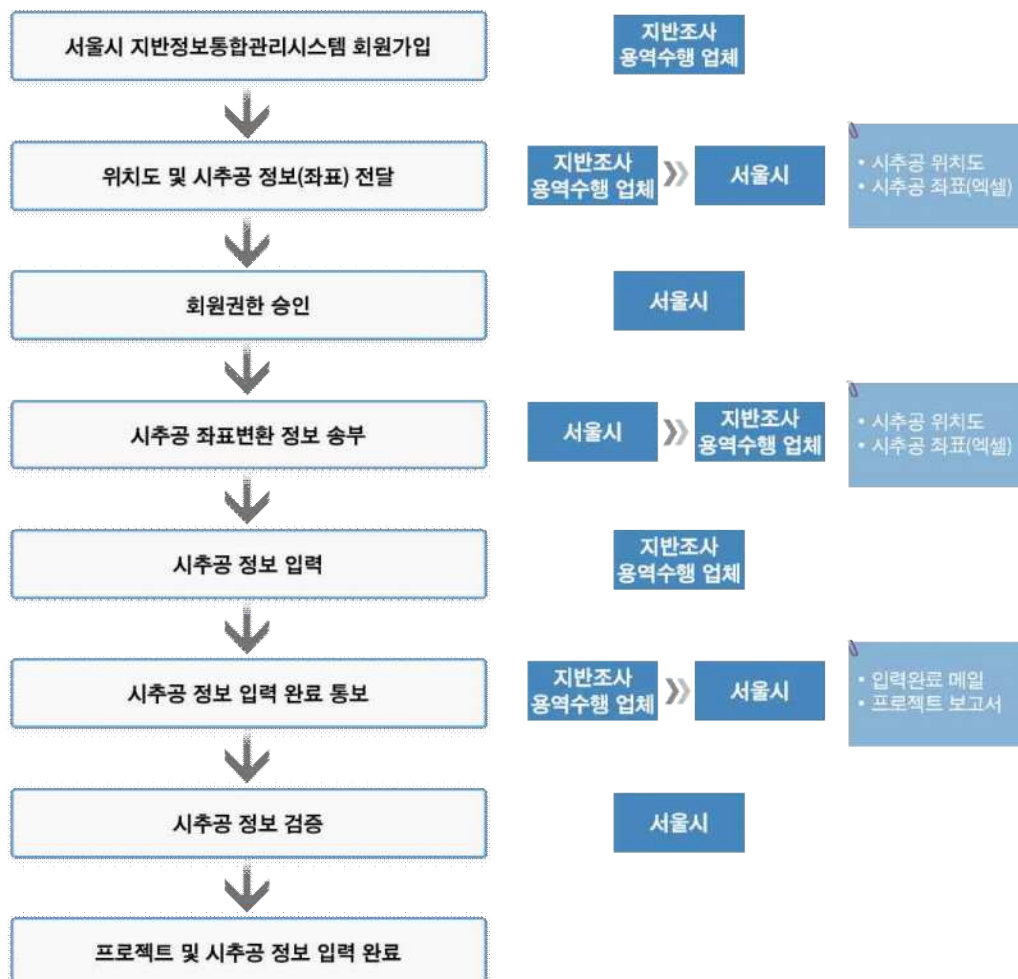 서울시 지반정보통합관리시스템 회원가입
지반조사
용역수행 업체
위치도 및 시추공 정보(좌표) 전달
지반조사
용역수행 업체
서울시
• 시추공 위치도
• 시추공 좌표(엑셀)
회원권한 승인
서울시
시추공 좌표변환 정보 송부
서울시
지반조사
용역수행 업체
• 시추공 위치도
• 시추공 좌표(엑셀)
시추공 정보 입력
지반조사
용역수행 업체
시추공 정보 입력 완료 통보
지반조사
용역수행 업체
서울시
• 입력완료 메일
• 프로젝트 보고서
시추공 정보 검증
서울시
프로젝트 및 시추공 정보 입력 완료